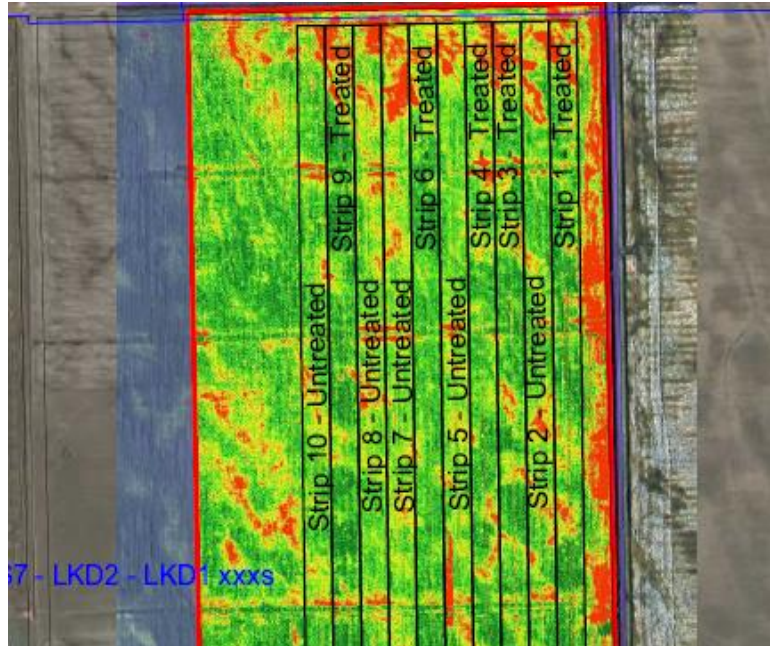 Strip 10 - Untreated
Strip 9 - Treated
Strip 8 - Untreated
Strip 7 - Untreated
Strip 6 - Treated
Strip 5 - Untreated
Strip 4 - Treated
Strip 3 - Treated
Strip 2 - Untreated
Strip 1 - Treated
7 - LKD2 - LKD1 xxxs